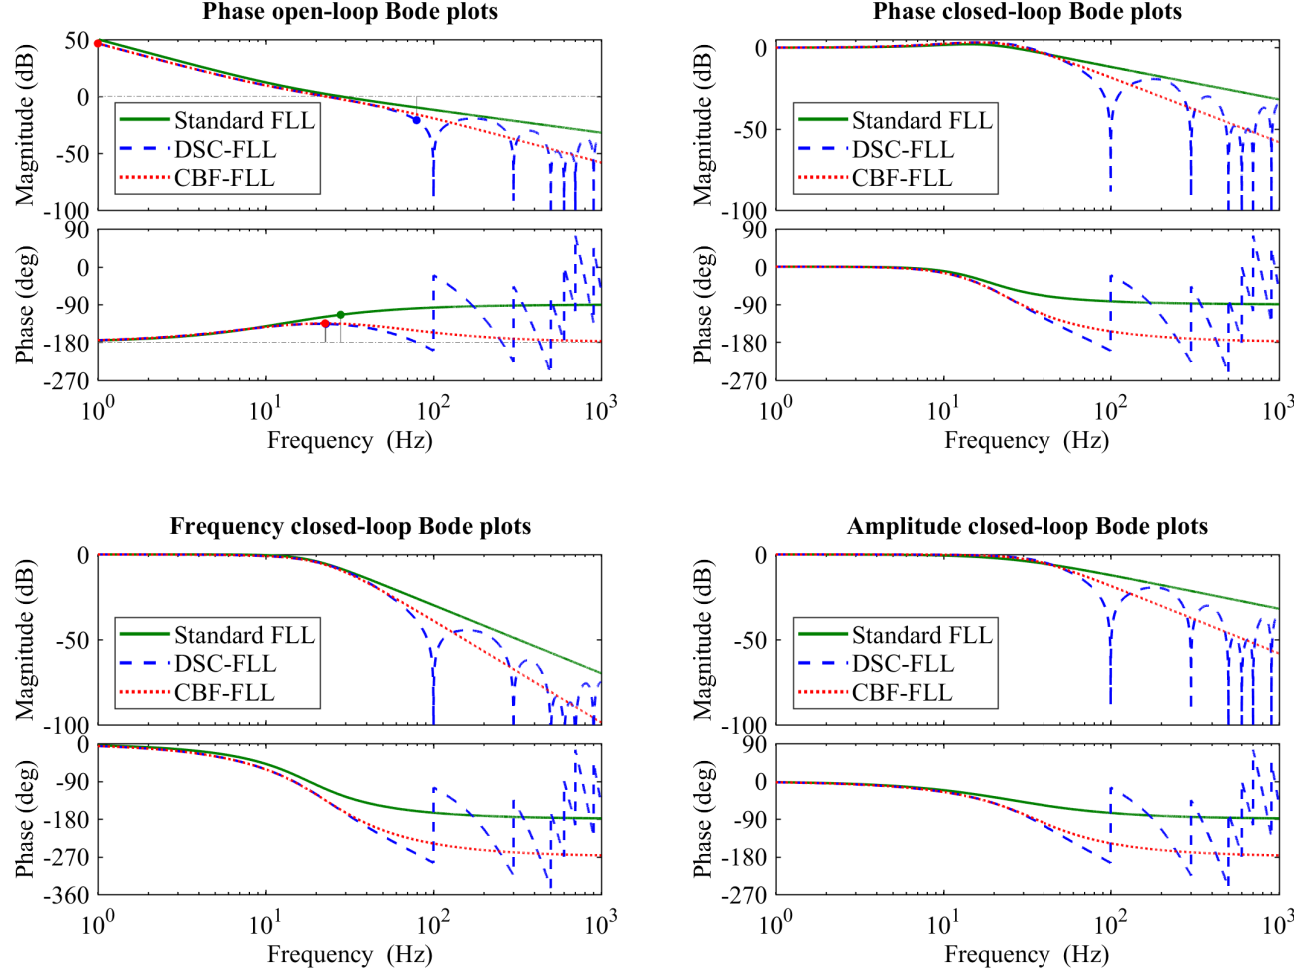 Phase open-loop Bode plots
50
0
-50
-100
Magnitude (dB)
Standard FLL
DSC-FLL
CBF-FLL
90
0
-90
-180
-270
Phase (deg)
10^0
10^1
10^2
10^3
Frequency (Hz)
Phase closed-loop Bode plots
0
-50
-100
Magnitude (dB)
Standard FLL
DSC-FLL
CBF-FLL
90
0
-90
-180
-270
Phase (deg)
10^0
10^1
10^2
10^3
Frequency (Hz)
Frequency closed-loop Bode plots
0
-50
-100
Magnitude (dB)
Standard FLL
DSC-FLL
CBF-FLL
0
-90
-180
-270
-360
Phase (deg)
10^0
10^1
10^2
10^3
Frequency (Hz)
Amplitude closed-loop Bode plots
0
-50
-100
Magnitude (dB)
Standard FLL
DSC-FLL
CBF-FLL
90
0
-90
-180
-270
Phase (deg)
10^0
10^1
10^2
10^3
Frequency (Hz)